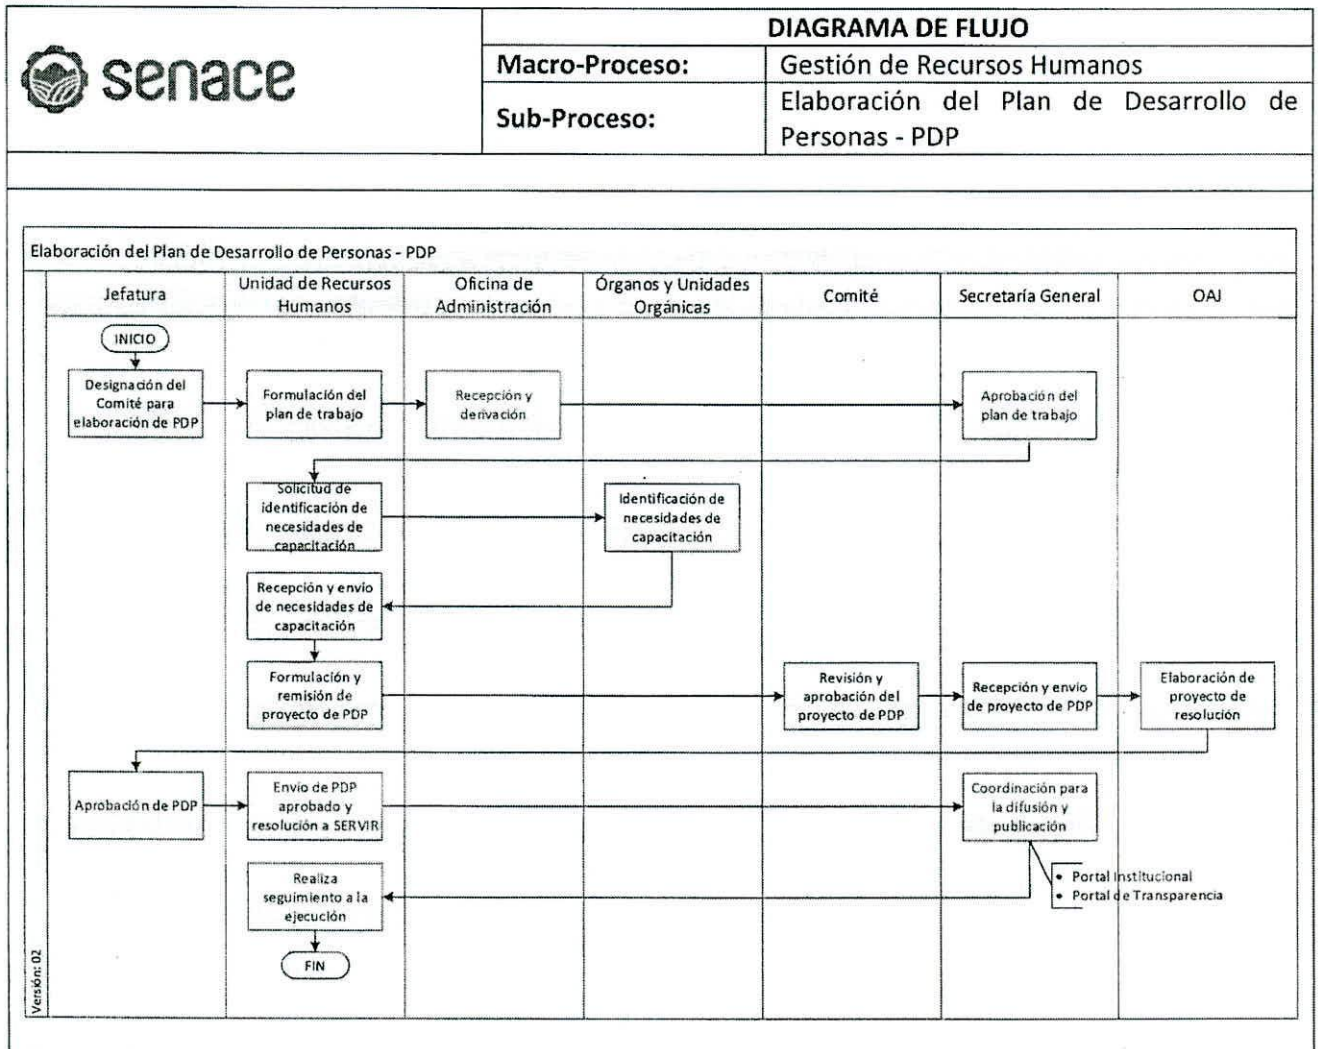 senace
DIAGRAMA DE FLUJO
Macro-Proceso:
Gestión de Recursos Humanos
Sub-Proceso:
Elaboración del Plan de Desarrollo de
Personas - PDP
Elaboración del Plan de Desarrollo de Personas - PDP
Jefatura
Unidad de Recursos
Humanos
Oficina de
Administración
Órganos y Unidades
Orgánicas
Comité
Secretaría General
OAJ
INICIO
Designación del
Comité para
elaboración de PDP
Formulación del
plan de trabajo
Recepción y
derivación
Aprobación del
plan de trabajo
Solicitud de
identificación de
necesidades de
capacitación
Identificación de
necesidades de
capacitación
Recepción y envío
de necesidades de
capacitación
Formulación y
remisión de
proyecto de PDP
Revisión y
aprobación del
proyecto de PDP
Recepción y envío
de proyecto de PDP
Elaboración de
proyecto de
resolución
Aprobación de PDP
Envío de PDP
aprobado y
resolución a SERVIR
Coordinación para
la difusión y
publicación
• Portal Institucional
• Portal de Transparencia
Realiza
seguimiento a la
ejecución
FIN
Versión: 02